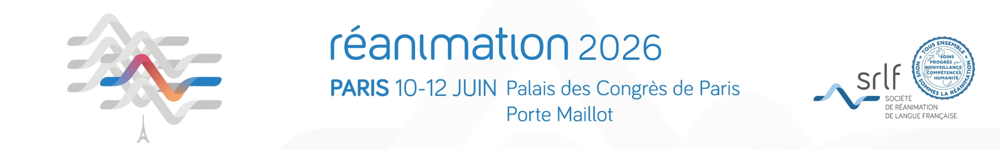 réanimation 2026
PARIS 10-12 JUIN Palais des Congrès de Paris
Porte Maillot
srlf
SOCIÉTÉ
DE RÉANIMATION
DE LANGUE FRANÇAISE
TOUS ENSEMBLE
NOUS SOMMES LA RÉANIMATION
SOINS
PROGRÈS
BIENVEILLANCE
COMPÉTENCES
HUMANITÉ